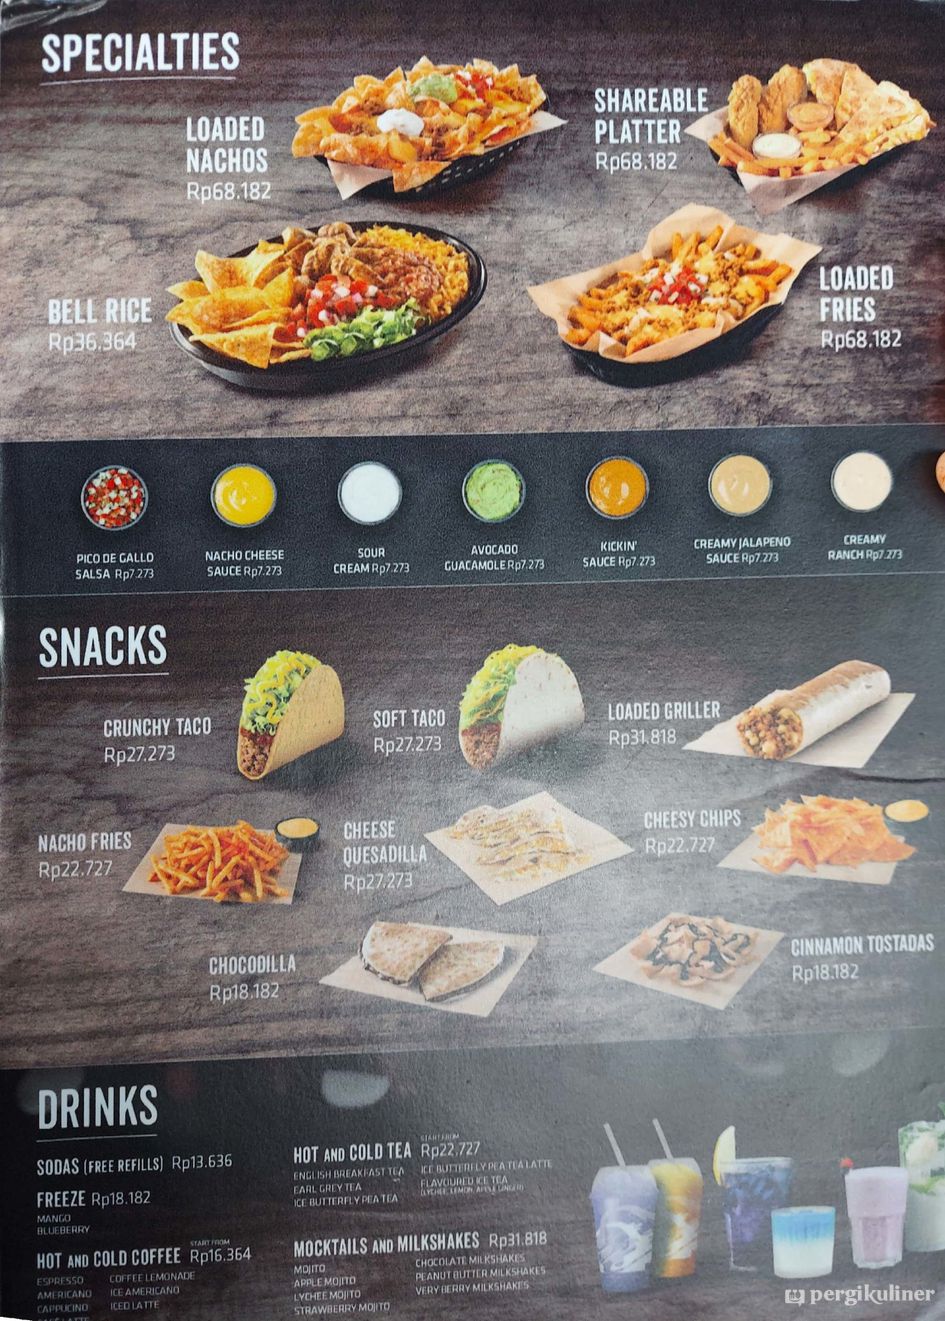 SPECIALTIES
LOADED
NACHOS
Rp68.182
SHAREABLE
PLATTER
Rp68.182
BELL RICE
Rp36.364
LOADED
FRIES
Rp68.182
PICO DE GALLO
SALSA Rp7.273
NACHO CHEESE
SAUCE Rp7.273
SOUR
CREAM Rp7.273
AVOCADO
GUACAMOLE Rp7.273
KICKIN'
SAUCE Rp7.273
CREAMY JALAPENO
SAUCE Rp7.273
CREAMY
RANCH Rp7.273
SNACKS
CRUNCHY TACO
Rp27.273
SOFT TACO
Rp27.273
LOADED GRILLER
Rp31.818
NACHO FRIES
Rp22.727
CHEESE
QUESADILLA
Rp27.273
CHEESY CHIPS
Rp22.727
CHOCODILLA
Rp18.182
CINNAMON TOSTADAS
Rp18.182
DRINKS
SODAS (FREE REFILLS) Rp13.636
FREEZE Rp18.182
MANGO
BLUEBERRY
HOT AND COLD COFFEE START FROM Rp16.364
ESPRESSO
AMERICANO
CAPPUCINO
COFFEE LEMONADE
ICE AMERICANO
ICED LATTE
HOT AND COLD TEA START FROM Rp22.727
ENGLISH BREAKFAST TEA
EARL GREY TEA
ICE BUTTERFLY PEA TEA
ICE BUTTERFLY PEA TEA LATTE
FLAVOURED ICE TEA
(LYCHEE, LEMON, APPLE GINGER)
MOCKTAILS AND MILKSHAKES Rp31.818
MOJITO
APPLE MOJITO
LYCHEE MOJITO
STRAWBERRY MOJITO
CHOCOLATE MILKSHAKES
PEANUT BUTTER MILKSHAKES
VERY BERRY MILKSHAKES
pergikuliner